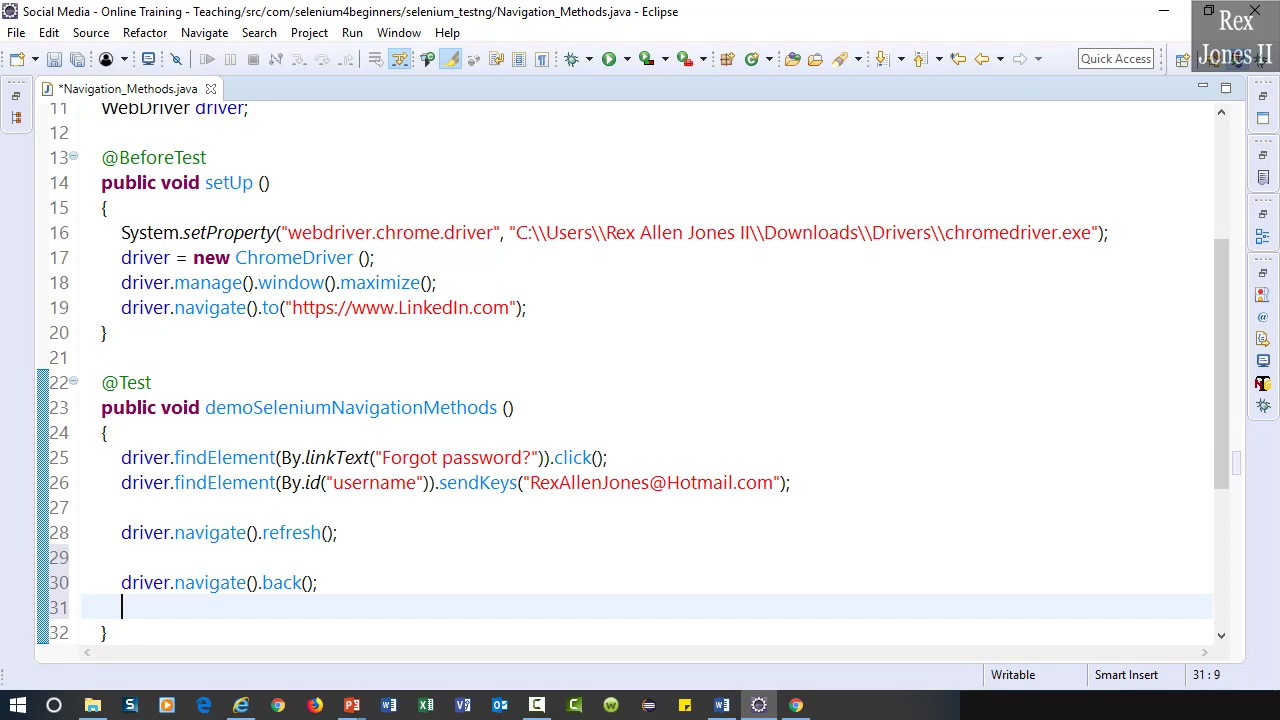 Social Media - Online Training - Teaching/src/com/selenium4beginners/selenium_testng/Navigation_Methods.java - Eclipse
Rex
Jones II
File Edit Source Refactor Navigate Search Project Run Window Help
Quick Access
*Navigation_Methods.java
11 WebDriver driver;
12
13 @BeforeTest
14 public void setUp ()
15 {
16 System.setProperty("webdriver.chrome.driver", "C:\\Users\\Rex Allen Jones II\\Downloads\\Drivers\\chromedriver.exe");
17 driver = new ChromeDriver ();
18 driver.manage().window().maximize();
19 driver.navigate().to("https://www.LinkedIn.com");
20 }
21
22 @Test
23 public void demoSeleniumNavigationMethods ()
24 {
25 driver.findElement(By.linkText("Forgot password?")).click();
26 driver.findElement(By.id("username")).sendKeys("RexAllenJones@Hotmail.com");
27
28 driver.navigate().refresh();
29
30 driver.navigate().back();
31
32 }
Writable Smart Insert 31 : 9